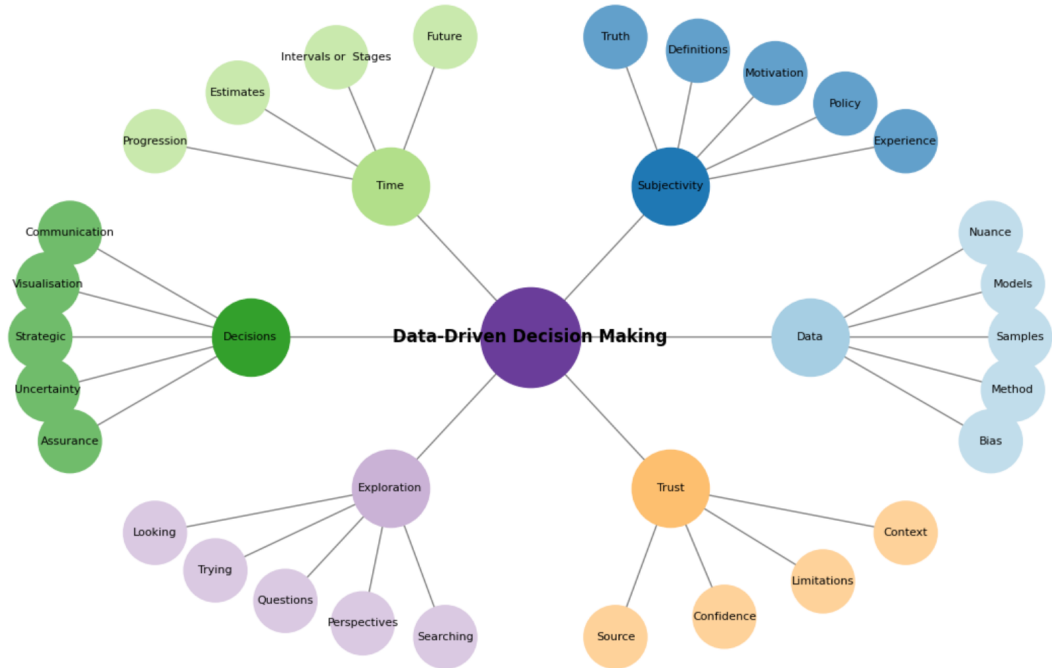 Future
Truth
Definitions
Intervals or  Stages
Motivation
Estimates
Policy
Progression
Experience
Time
Subjectivity
Communication
Nuance
Visualisation
Models
Strategic
Decisions
Data-Driven Decision Making
Data
Samples
Uncertainty
Method
Assurance
Bias
Exploration
Trust
Looking
Context
Trying
Limitations
Questions
Confidence
Perspectives
Searching
Source